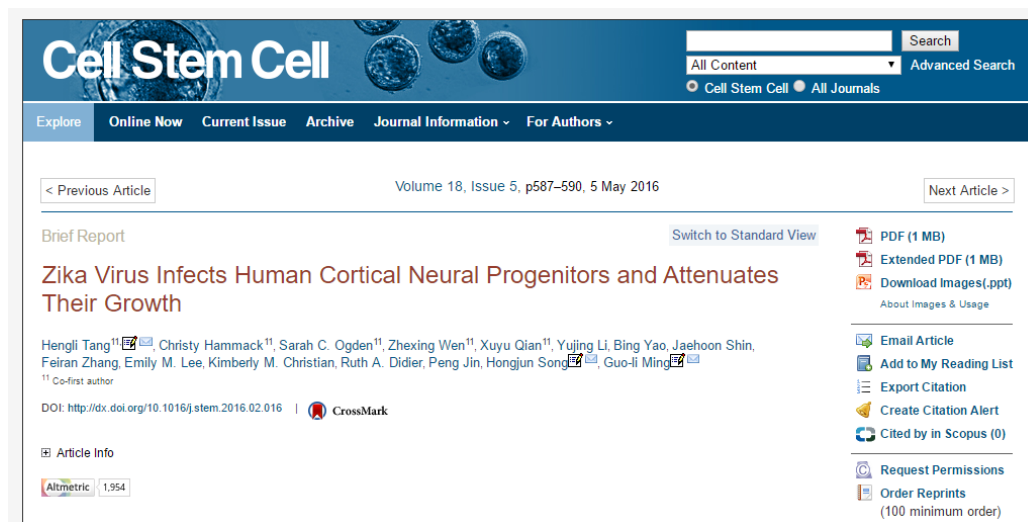 Cell Stem Cell
Search
All Content
Advanced Search
Cell Stem Cell All Journals
Explore Online Now Current Issue Archive Journal Information For Authors
< Previous Article
Volume 18, Issue 5, p587–590, 5 May 2016
Next Article >
Brief Report
Switch to Standard View
Zika Virus Infects Human Cortical Neural Progenitors and Attenuates
Their Growth
Hengli Tang11, Christy Hammack11, Sarah C. Ogden11, Zhexing Wen11, Xuyu Qian11, Yujing Li, Bing Yao, Jaehoon Shin,
Feiran Zhang, Emily M. Lee, Kimberly M. Christian, Ruth A. Didier, Peng Jin, Hongjun Song, Guo-li Ming
11 Co-first author
DOI: http://dx.doi.org/10.1016/j.stem.2016.02.016 | CrossMark
Article Info
Altmetric 1,954
PDF (1 MB)
Extended PDF (1 MB)
Download Images(.ppt)
About Images & Usage
Email Article
Add to My Reading List
Export Citation
Create Citation Alert
Cited by in Scopus (0)
Request Permissions
Order Reprints
(100 minimum order)